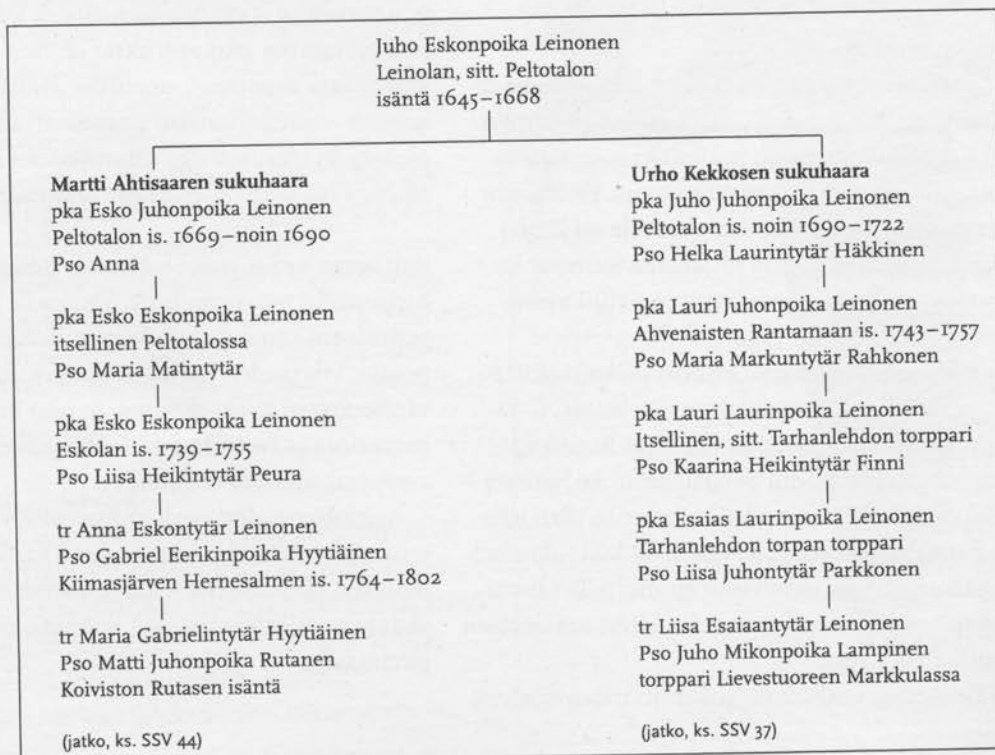 Juho Eskonpoika Leinonen
Leinolan, sitt. Peltotalon
isäntä 1645–1668
Martti Ahtisaaren sukuhaara
pka Esko Juhonpoika Leinonen
Peltotalon is. 1669–noin 1690
Pso Anna
pka Esko Eskonpoika Leinonen
itsellinen Peltotalossa
Pso Maria Matintytär
pka Esko Eskonpoika Leinonen
Eskolan is. 1739–1755
Pso Liisa Heikintytär Peura
tr Anna Eskontytär Leinonen
Pso Gabriel Eerikinpoika Hyytiäinen
Kiimasjärven Hernesalmen is. 1764–1802
tr Maria Gabrielintytär Hyytiäinen
Pso Matti Juhonpoika Rutanen
Koiviston Rutasen isäntä
(jatko, ks. SSV 44)
Urho Kekkosen sukuhaara
pka Juho Juhonpoika Leinonen
Peltotalon is. noin 1690–1722
Pso Helka Laurintytär Häkkinen
pka Lauri Juhonpoika Leinonen
Ahvenaisten Rantamaan is. 1743–1757
Pso Maria Markuntytär Rahkonen
pka Lauri Laurinpoika Leinonen
Itsellinen, sitt. Tarhanlehdon torppari
Pso Kaarina Heikintytär Finni
pka Esaias Laurinpoika Leinonen
Tarhanlehdon torpan torppari
Pso Liisa Juhontytär Parkkonen
tr Liisa Esaiaantytär Leinonen
Pso Juho Mikonpoika Lampinen
torppari Lievestuoreen Markkulassa
(jatko, ks. SSV 37)